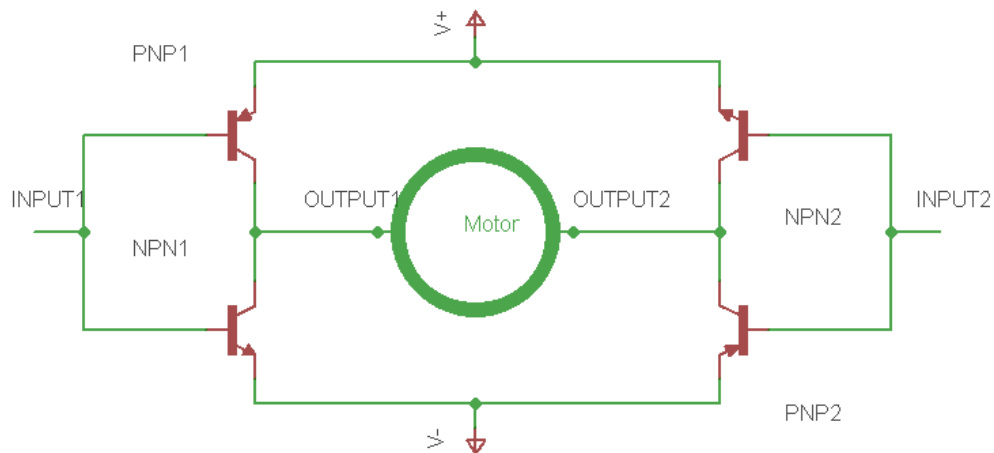 V+
PNP1
INPUT1
OUTPUT1
Motor
OUTPUT2
INPUT2
NPN1
NPN2
V-
PNP2